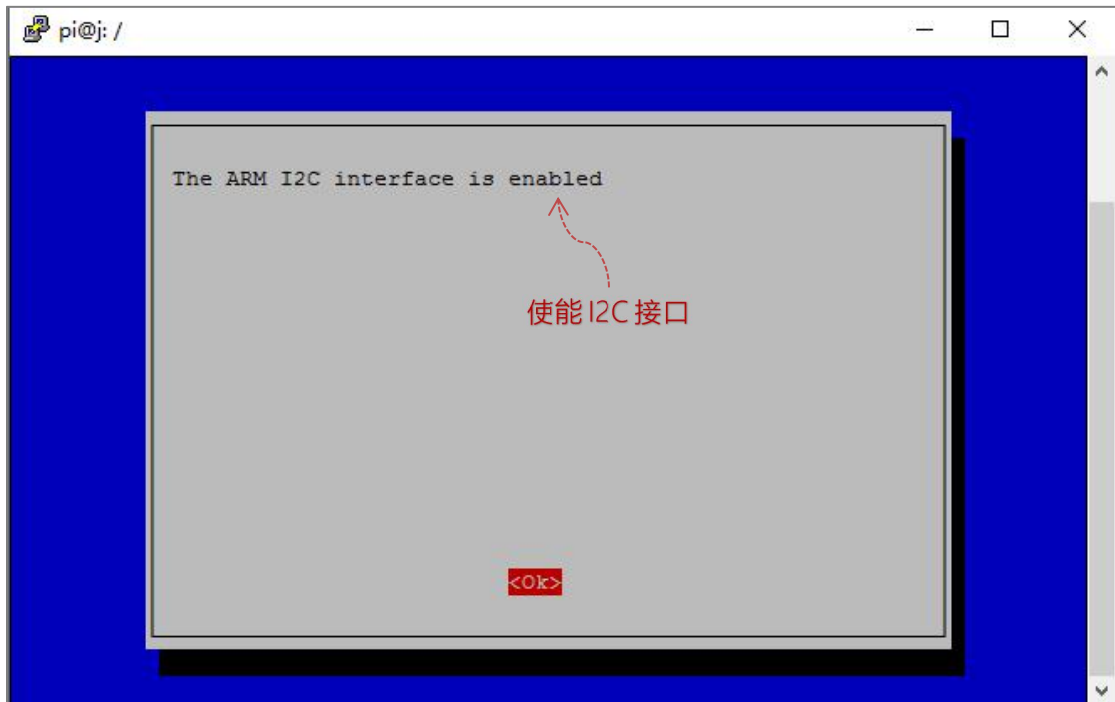 pi@j: /
The ARM I2C interface is enabled
使能 I2C 接口
<Ok>